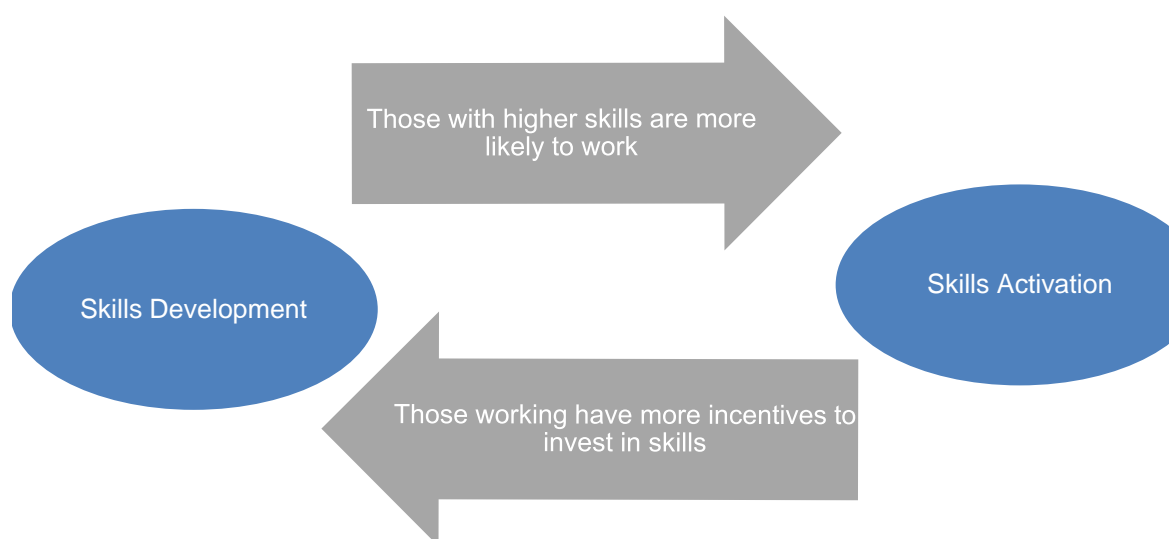 Those with higher skills are more
likely to work
Skills Activation
Skills Development
Those working have more incentives to
invest in skills